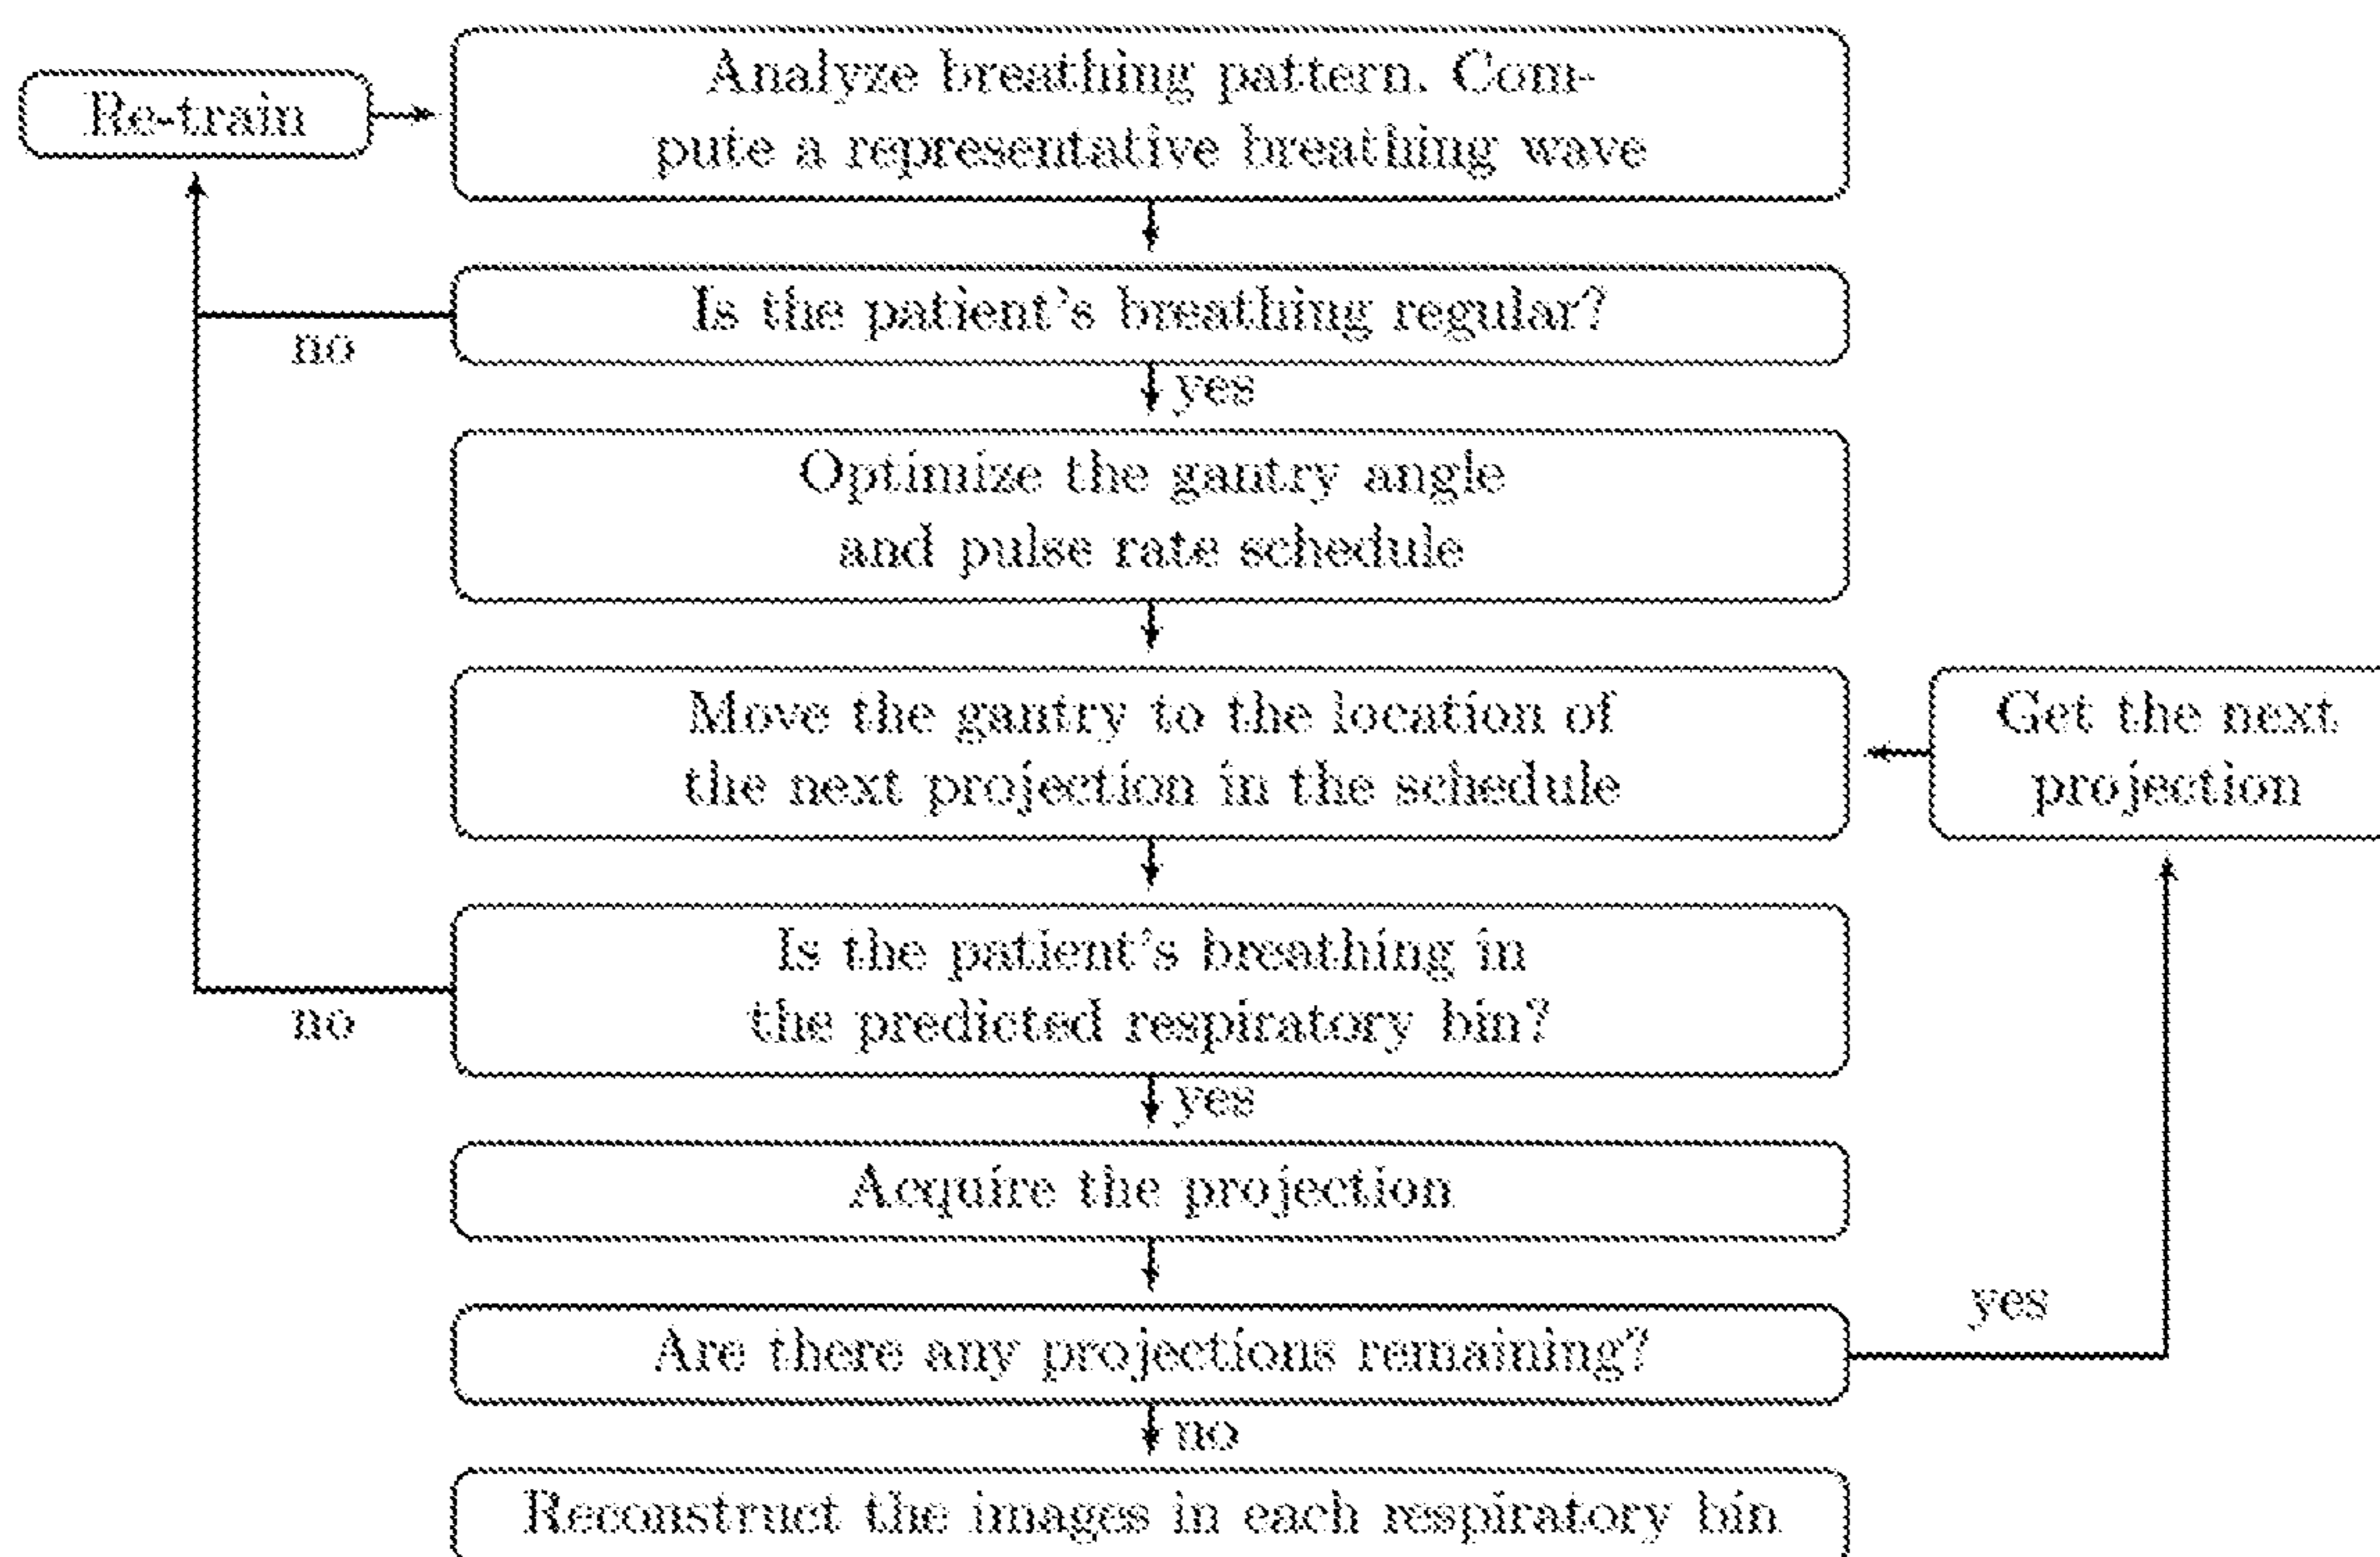 Re-train
Analyze breathing pattern. Com-
pute a representative breathing wave
Is the patient's breathing regular?
no
yes
Optimize the gantry angle
and pulse rate schedule
Move the gantry to the location of
the next projection in the schedule
Get the next
projection
Is the patient's breathing in
the predicted respiratory bin?
no
yes
Acquire the projection
Are there any projections remaining?
yes
no
Reconstruct the images in each respiratory bin